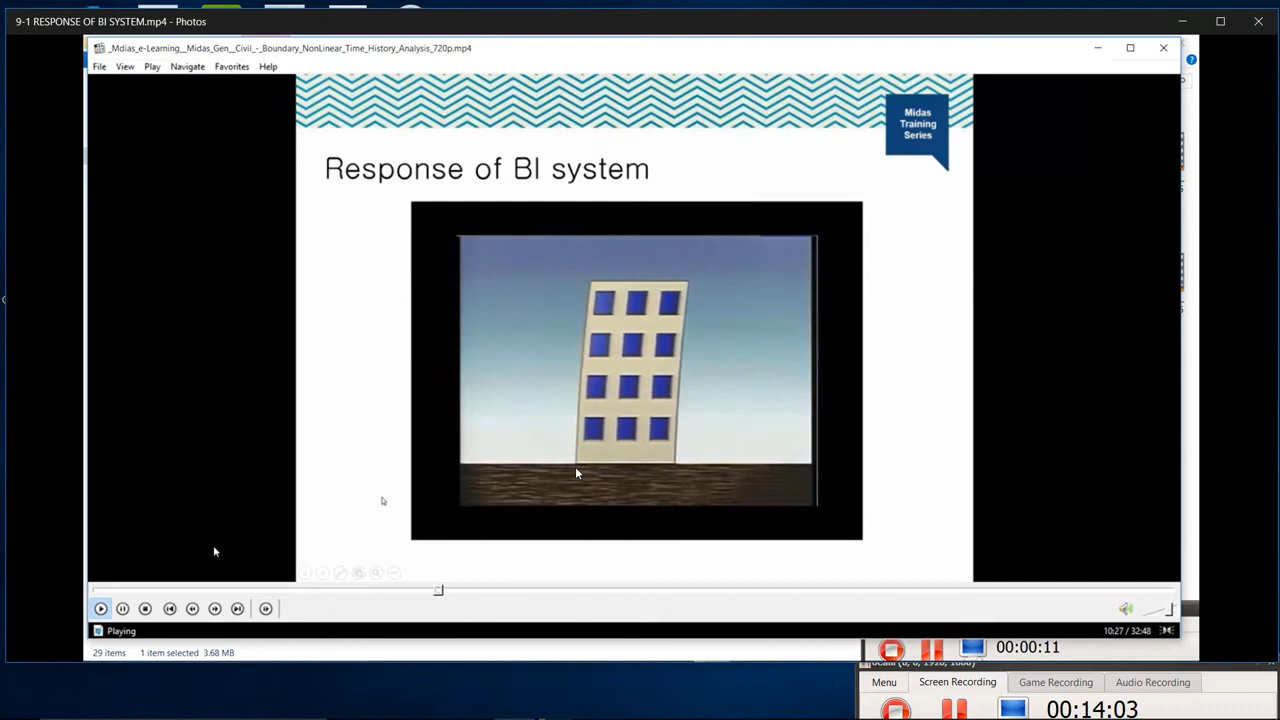 9-1 RESPONSE OF BI SYSTEM.mp4 - Photos
_Mdias_e-Learning__Midas_Gen__Civil_-_Boundary_NonLinear_Time_History_Analysis_720p.mp4
File View Play Navigate Favorites Help
Midas
Training
Series
Response of BI system
Playing
10:27 / 32:48
29 items 1 item selected 3.68 MB
00:00:11
Menu Screen Recording Game Recording Audio Recording
00:14:03